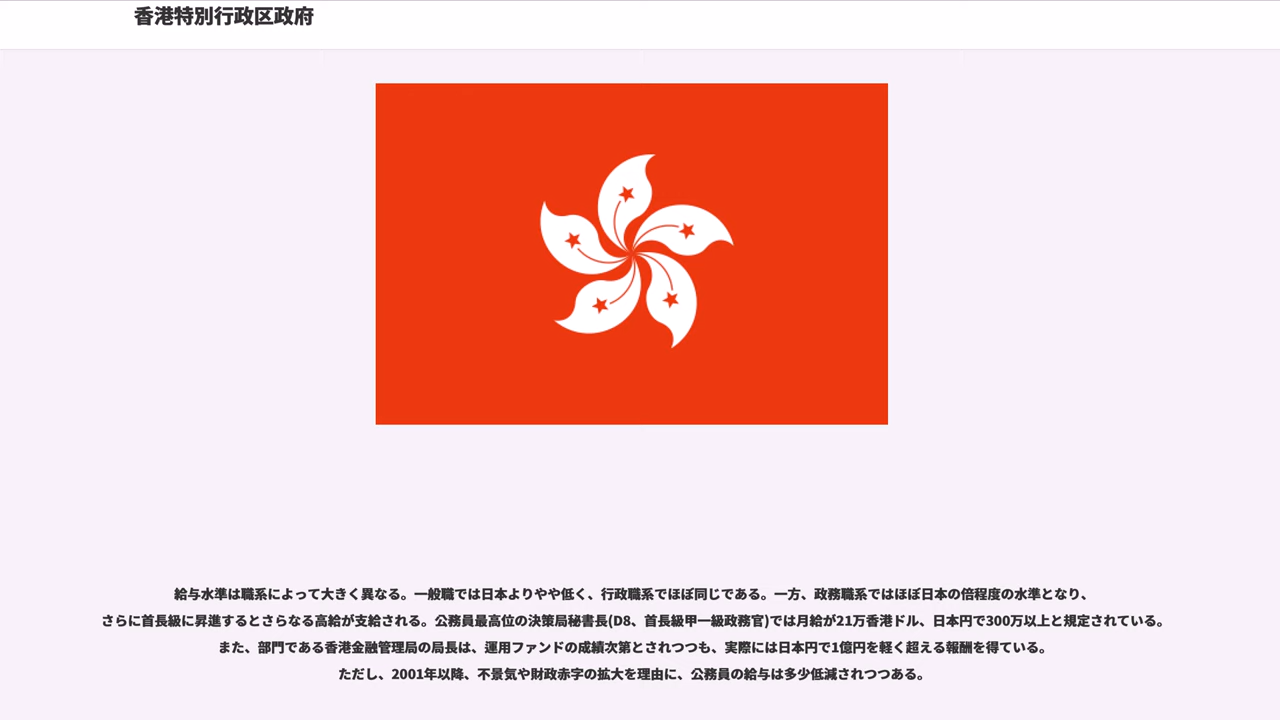 香港特別行政区政府
給与水準は職系によって大きく異なる。一般職では日本よりやや低く、行政職系でほぼ同じである。一方、政務職系ではほぼ日本の倍程度の水準となり、
さらに首長級に昇進するとさらなる高給が支給される。公務員最高位の決策局秘書長(D8、首長級甲一級政務官)では月給が21万香港ドル、日本円で300万以上と規定されている。
また、部門である香港金融管理局の局長は、運用ファンドの成績次第とされつつも、実際には日本円で1億円を軽く超える報酬を得ている。
ただし、2001年以降、不景気や財政赤字の拡大を理由に、公務員の給与は多少低減されつつある。